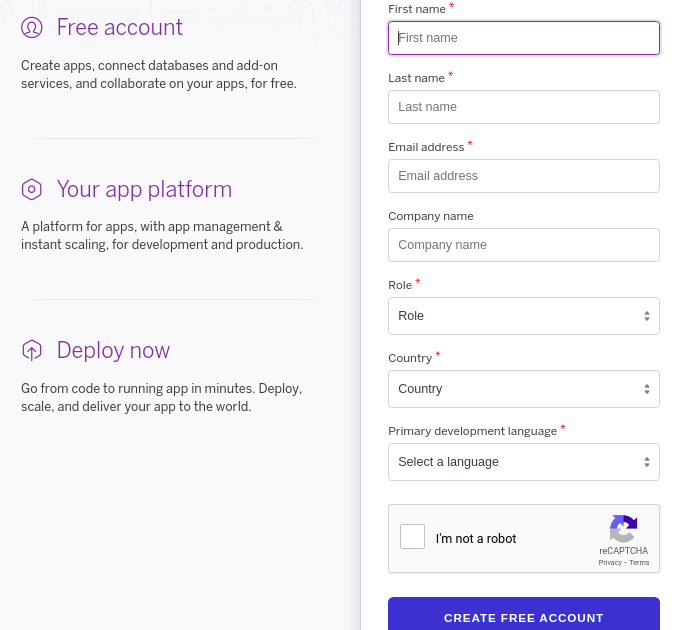 Free account
Create apps, connect databases and add-on
services, and collaborate on your apps, for free.
Your app platform
A platform for apps, with app management &
instant scaling, for development and production.
Deploy now
Go from code to running app in minutes. Deploy,
scale, and deliver your app to the world.
First name *
First name
Last name *
Last name
Email address *
Email address
Company name
Company name
Role *
Role
Country *
Country
Primary development language *
Select a language
I'm not a robot
reCAPTCHA
Privacy - Terms
CREATE FREE ACCOUNT